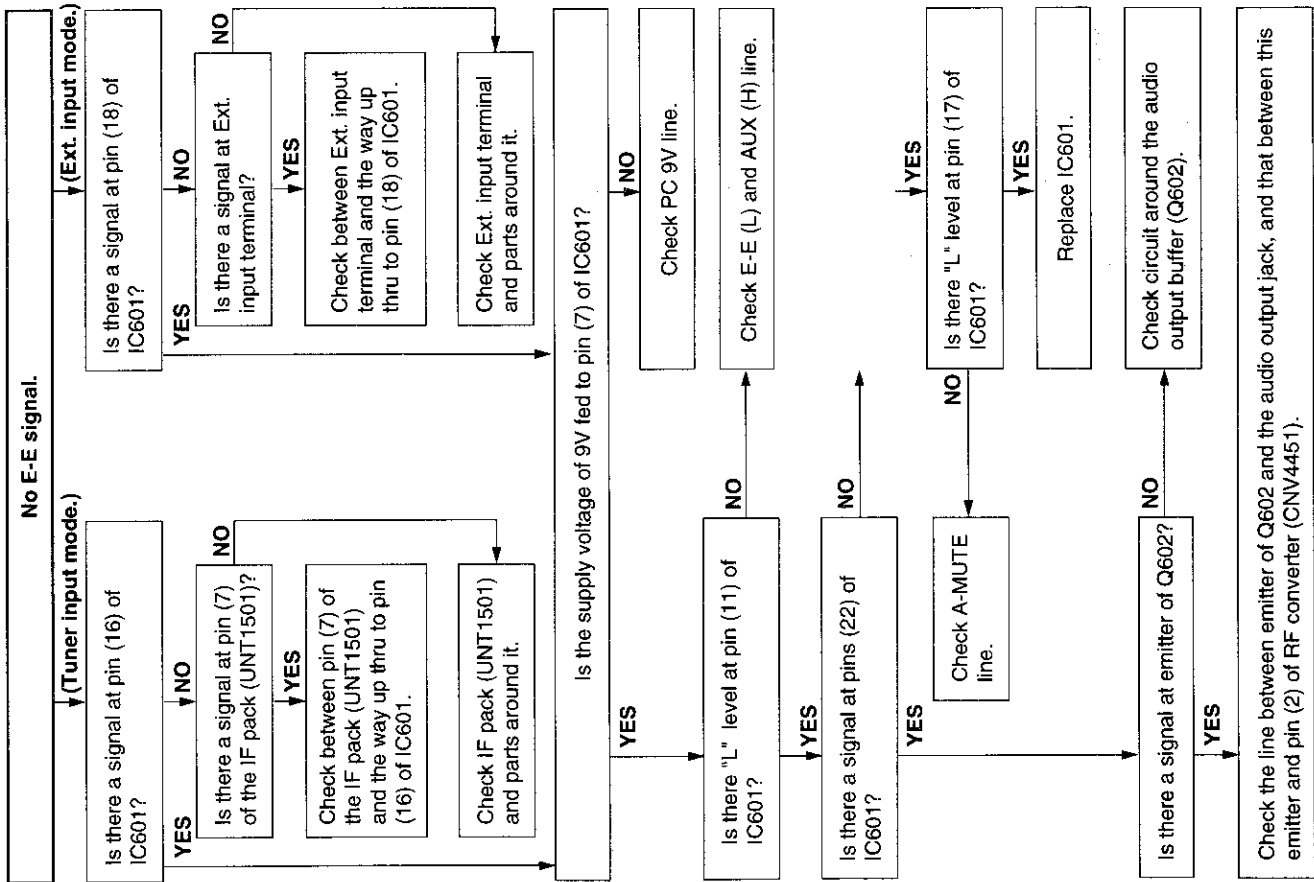 No E-E signal.
(Tuner input mode.)
(Ext. input mode.)
Is there a signal at pin (16) of
IC601?
YES
NO
Is there a signal at pin (7)
of the IF pack (UNT1501)?
NO
YES
Check between pin (7) of
the IF pack (UNT1501)
and the way up thru to pin
(16) of IC601.
Check IF pack (UNT1501)
and parts around it.
Is there a signal at pin (18) of
IC601?
YES
NO
Is there a signal at Ext.
input terminal?
NO
YES
Check between Ext. input
terminal and the way up
thru to pin (18) of IC601.
Check Ext. input terminal
and parts around it.
Is the supply voltage of 9V fed to pin (7) of IC601?
YES
NO
Check PC 9V line.
Is there "L" level at pin (11) of
IC601?
NO
Check E-E (L) and AUX (H) line.
YES
Is there a signal at pins (22) of
IC601?
NO
YES
YES
Is there "L" level at pin (17) of
IC601?
NO
Check A-MUTE
line.
YES
Replace IC601.
Is there a signal at emitter of Q602?
NO
Check circuit around the audio
output buffer (Q602).
YES
Check the line between emitter of Q602 and the audio output jack, and that between this
emitter and pin (2) of RF converter (CNV4451).